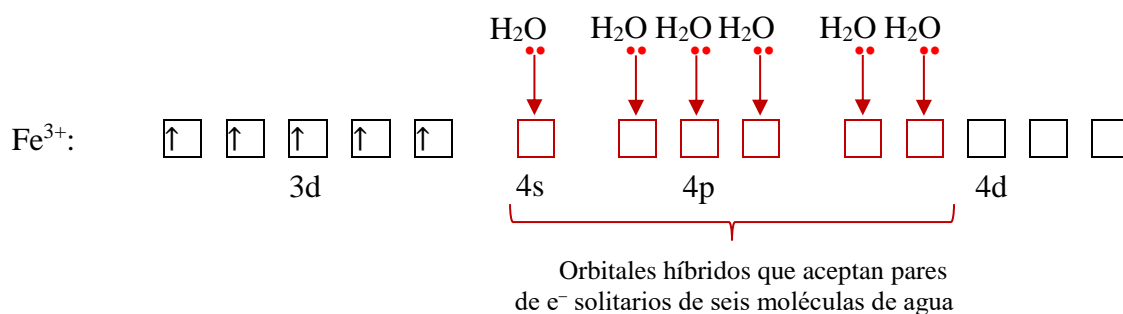 H₂O H₂O H₂O H₂O H₂O H₂O
Fe³⁺: ↑ ↑ ↑ ↑ ↑
3d 4s 4p 4d
Orbitales híbridos que aceptan pares
de e⁻ solitarios de seis moléculas de agua